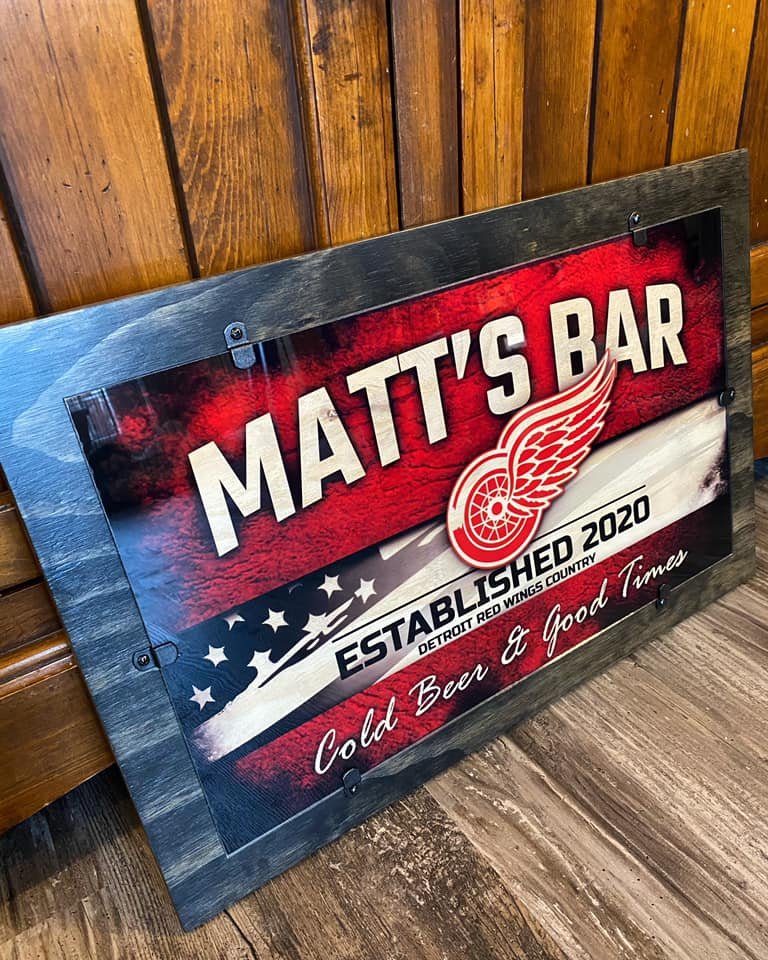 MATT'S BAR
ESTABLISHED 2020
DETROIT RED WINGS COUNTRY
Cold Beer & Good Times